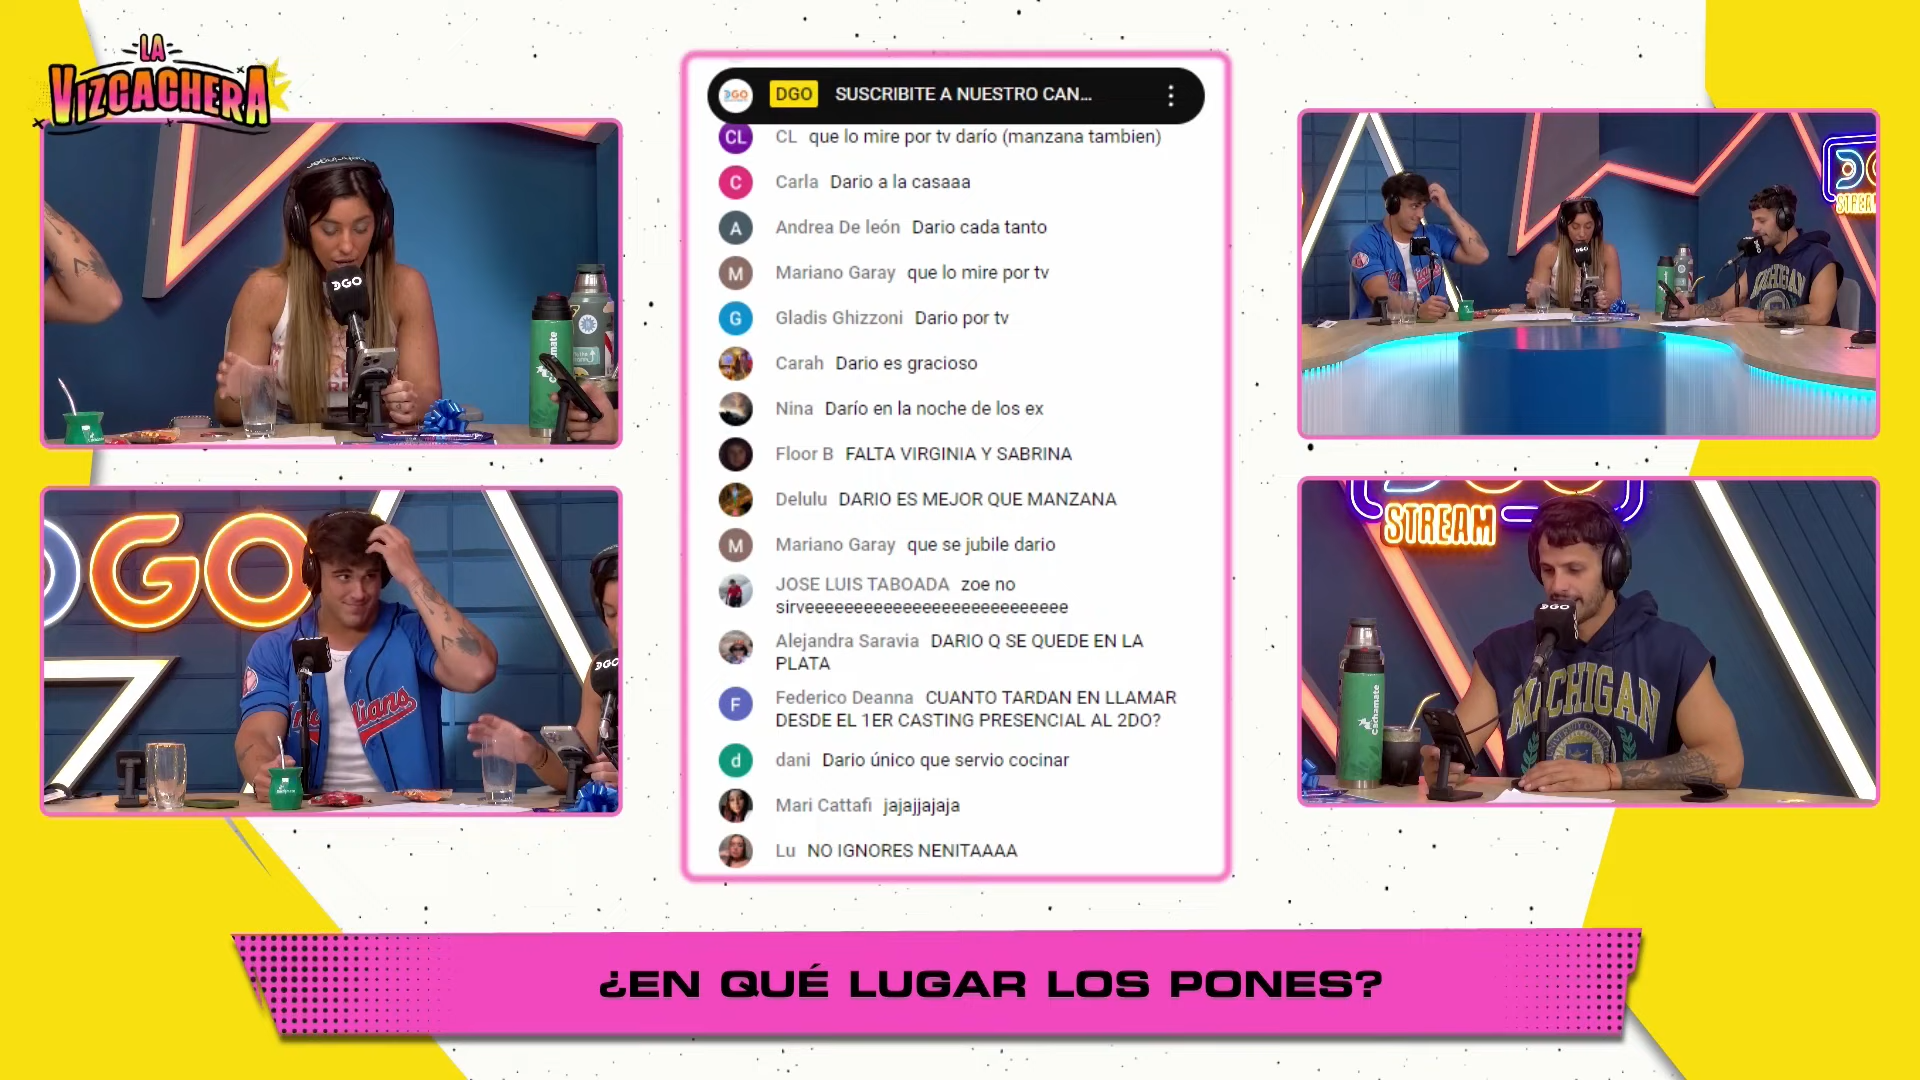 LA
VIZCACHERA
DGO SUSCRIBITE A NUESTRO CAN...
CL CL que lo mire por tv darío (manzana tambien)
C Carla Dario a la casaaa
A Andrea De león Dario cada tanto
M Mariano Garay que lo mire por tv
G Gladis Ghizzoni Dario por tv
Carah Dario es gracioso
Nina Darío en la noche de los ex
Floor B FALTA VIRGINIA Y SABRINA
Delulu DARIO ES MEJOR QUE MANZANA
M Mariano Garay que se jubile dario
JOSE LUIS TABOADA zoe no
sirveeeeeeeeeeeeeeeeeeeeeeeeeee
Alejandra Saravia DARIO Q SE QUEDE EN LA
PLATA
F Federico Deanna CUANTO TARDAN EN LLAMAR
DESDE EL 1ER CASTING PRESENCIAL AL 2DO?
d dani Dario único que servio cocinar
Mari Cattafi jajajjajaja
Lu NO IGNORES NENITAAAA
¿EN QUÉ LUGAR LOS PONES?
DGO
DGO
DGO
STREAM
DGO
MICHIGAN
cachamate